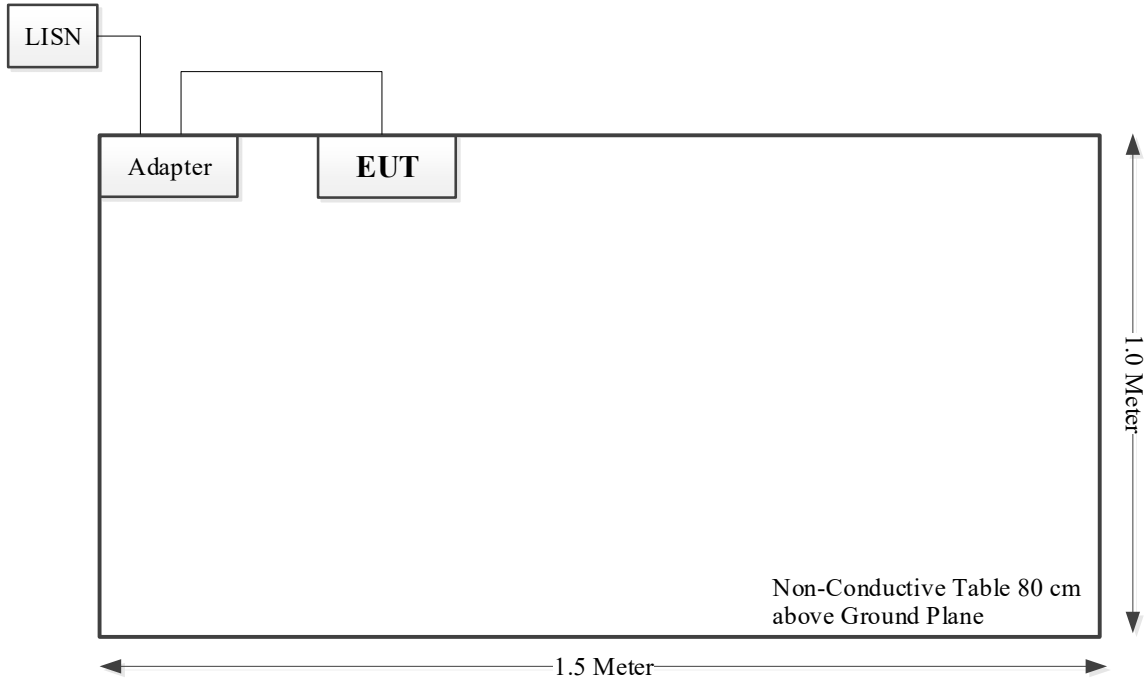 LISN
Adapter
EUT
1.0 Meter
Non-Conductive Table 80 cm
above Ground Plane
1.5 Meter